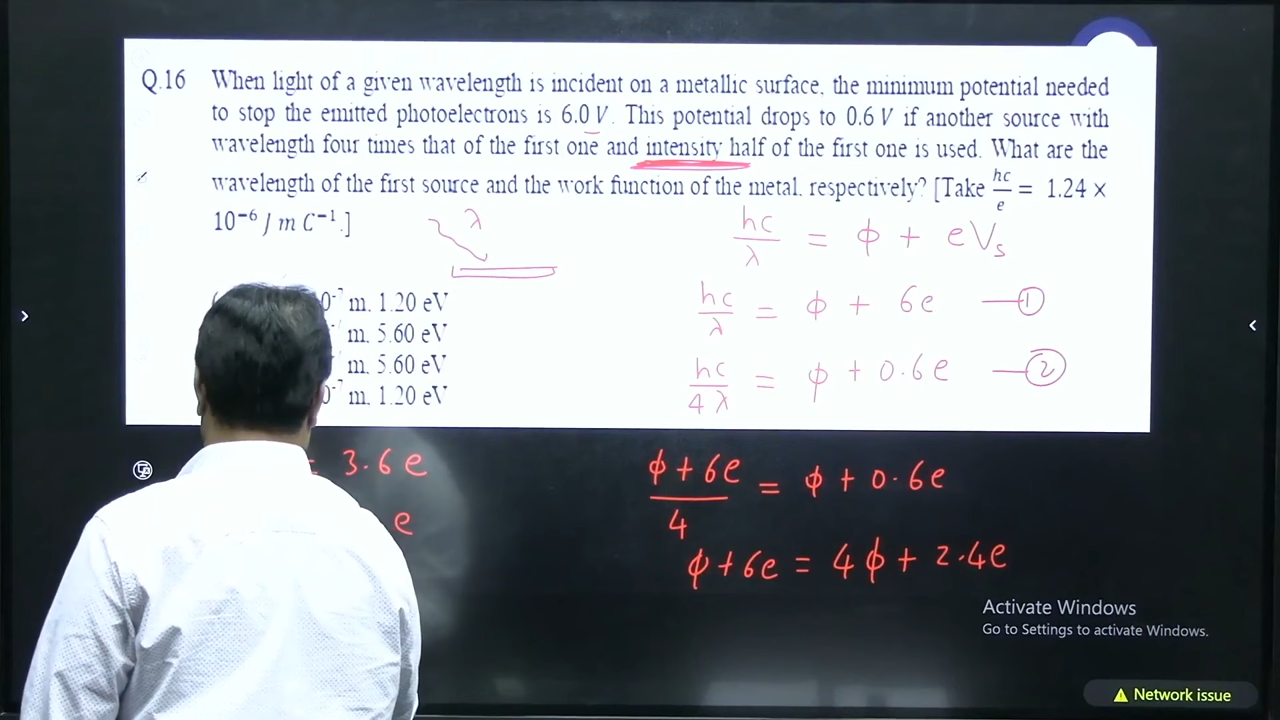 Q.16 When light of a given wavelength is incident on a metallic surface, the minimum potential needed
to stop the emitted photoelectrons is 6.0 V. This potential drops to 0.6 V if another source with
wavelength four times that of the first one and intensity half of the first one is used. What are the
wavelength of the first source and the work function of the metal, respectively? [Take hc/e = 1.24 ×
10⁻⁶ J m C⁻¹.]
λ
hc/λ = ϕ + eVₛ
0⁻⁷ m. 1.20 eV
hc/λ = ϕ + 6e —①
m. 5.60 eV
m. 5.60 eV
hc/4λ = ϕ + 0.6e —②
0⁻⁷ m. 1.20 eV
= 3.6e
e
(ϕ + 6e)/4 = ϕ + 0.6e
ϕ + 6e = 4ϕ + 2.4e
Activate Windows
Go to Settings to activate Windows.
Network issue